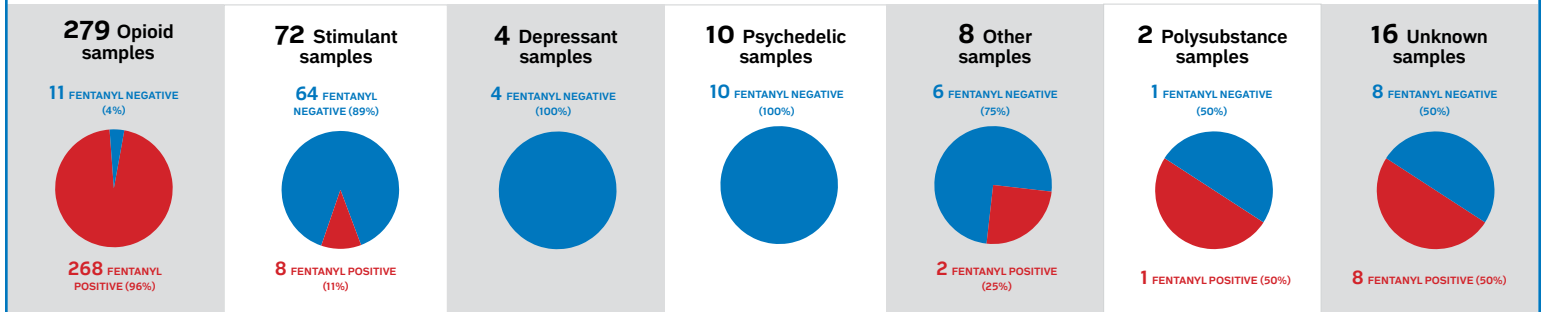 279 Opioid
samples
11 FENTANYL NEGATIVE
(4%)
268 FENTANYL
POSITIVE (96%)
72 Stimulant
samples
64 FENTANYL
NEGATIVE (89%)
8 FENTANYL POSITIVE
(11%)
4 Depressant
samples
4 FENTANYL NEGATIVE
(100%)
10 Psychedelic
samples
10 FENTANYL NEGATIVE
(100%)
8 Other
samples
6 FENTANYL NEGATIVE
(75%)
2 FENTANYL POSITIVE
(25%)
2 Polysubstance
samples
1 FENTANYL NEGATIVE
(50%)
1 FENTANYL POSITIVE (50%)
16 Unknown
samples
8 FENTANYL NEGATIVE
(50%)
8 FENTANYL POSITIVE (50%)